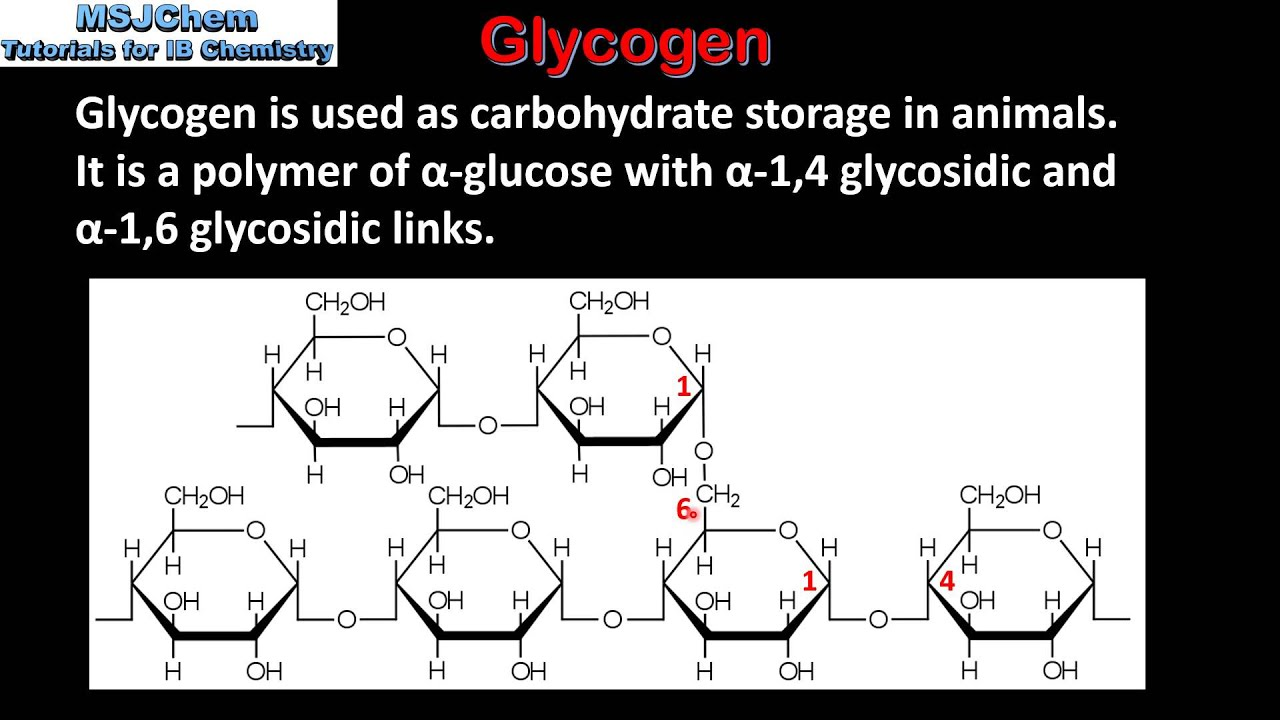 MSJChem
Tutorials for IB Chemistry
Glycogen
Glycogen is used as carbohydrate storage in animals.
It is a polymer of α-glucose with α-1,4 glycosidic and
α-1,6 glycosidic links.
CH₂OH CH₂OH
O O
H H H H
H H
1
OH H OH H
O
O
H OH H OH
CH₂OH CH₂OH CH₂ CH₂OH
6
O O O O
H H H H H H H H
H H H H
1 4
OH H OH H OH H OH H
O O O
H OH H OH H OH H OH